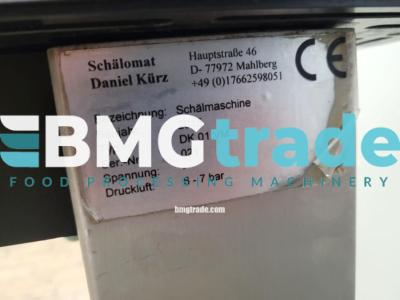 Schälomat
Daniel Kürz
Hauptstraße 46
D- 77972 Mahlberg
+49 (0)17662598051
CE
Bezeichnung: Schälmaschine
DK 01
Spannung:
Druckluft: 6 - 7 bar
BMGtrade
FOOD PROCESSING MACHINERY
bmgtrade.com